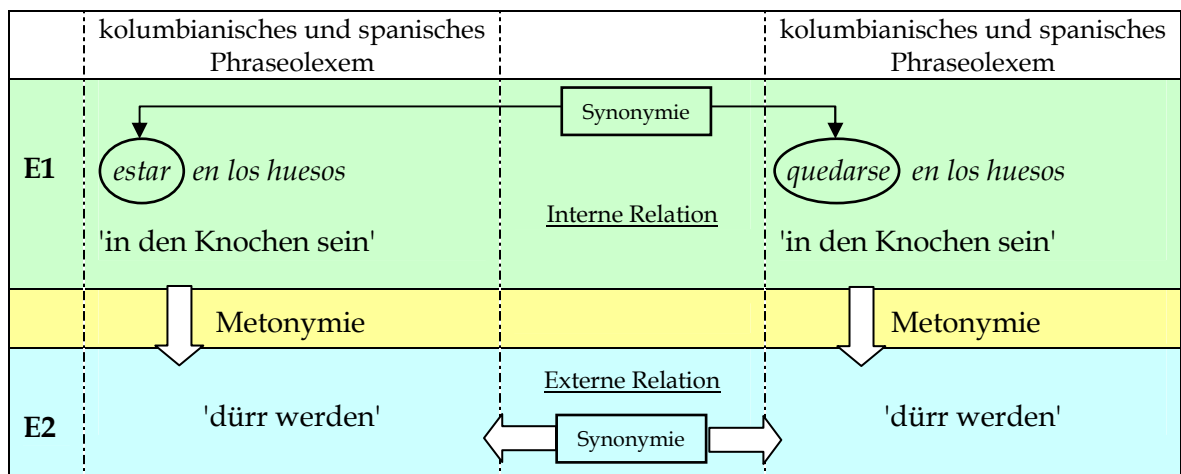 kolumbianisches und spanisches
Phraseolexem
kolumbianisches und spanisches
Phraseolexem
Synonymie
E1
estar en los huesos
quedarse en los huesos
Interne Relation
'in den Knochen sein'
'in den Knochen sein'
Metonymie
Metonymie
Externe Relation
E2
'dürr werden'
'dürr werden'
Synonymie